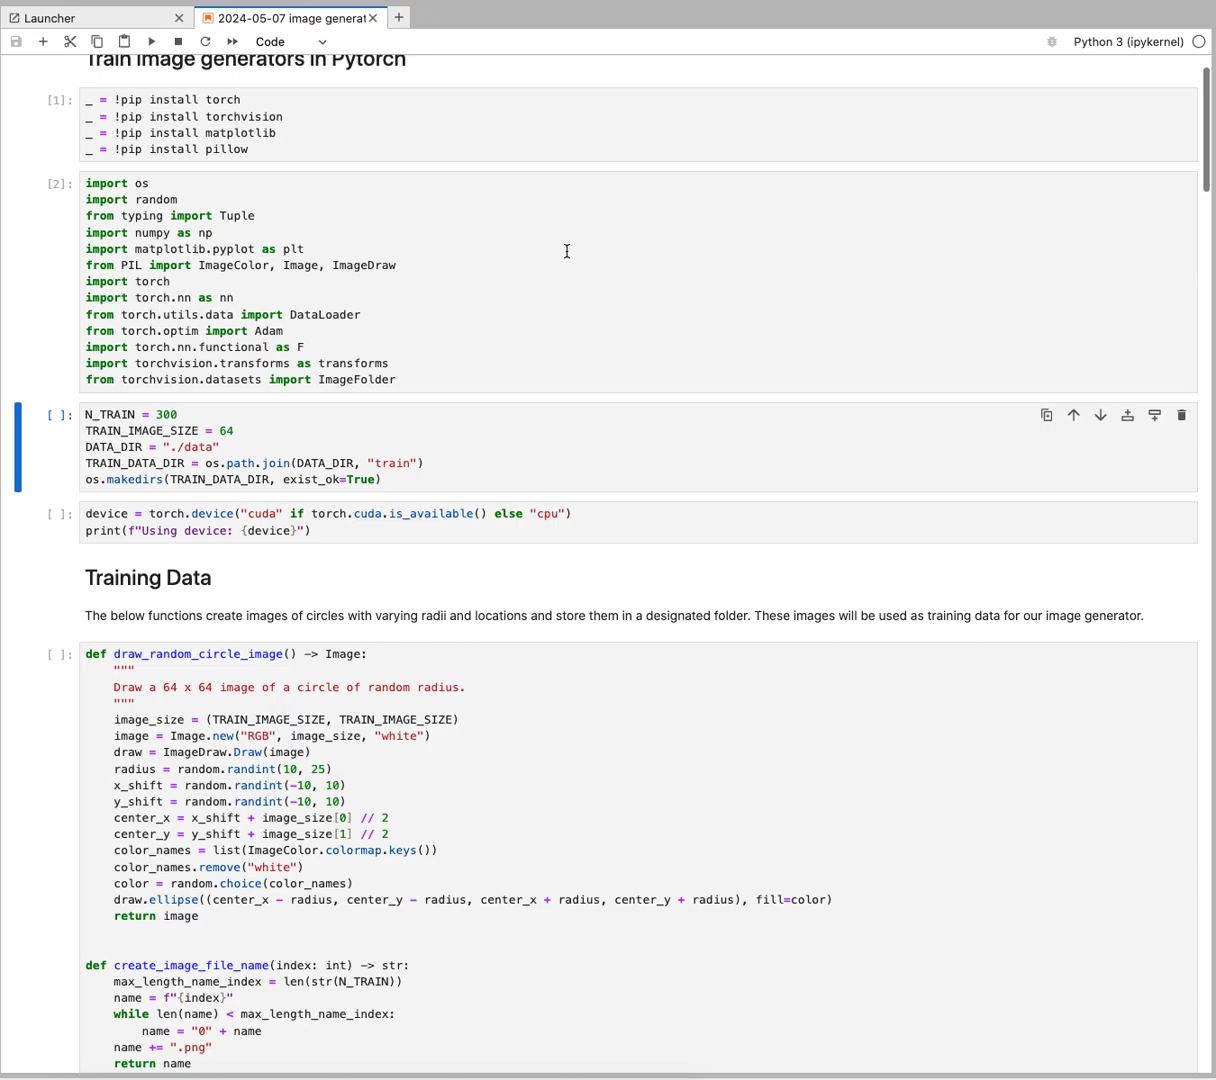 Launcher
2024-05-07 image generat
Code
Python 3 (ipykernel)
Train image generators in Pytorch
[1]:
_ = !pip install torch
_ = !pip install torchvision
_ = !pip install matplotlib
_ = !pip install pillow
[2]:
import os
import random
from typing import Tuple
import numpy as np
import matplotlib.pyplot as plt
from PIL import ImageColor, Image, ImageDraw
import torch
import torch.nn as nn
from torch.utils.data import DataLoader
from torch.optim import Adam
import torch.nn.functional as F
import torchvision.transforms as transforms
from torchvision.datasets import ImageFolder
[ ]:
N_TRAIN = 300
TRAIN_IMAGE_SIZE = 64
DATA_DIR = "./data"
TRAIN_DATA_DIR = os.path.join(DATA_DIR, "train")
os.makedirs(TRAIN_DATA_DIR, exist_ok=True)
[ ]:
device = torch.device("cuda" if torch.cuda.is_available() else "cpu")
print(f"Using device: {device}")
Training Data
The below functions create images of circles with varying radii and locations and store them in a designated folder. These images will be used as training data for our image generator.
[ ]:
def draw_random_circle_image() -> Image:
    """
    Draw a 64 x 64 image of a circle of random radius.
    """
    image_size = (TRAIN_IMAGE_SIZE, TRAIN_IMAGE_SIZE)
    image = Image.new("RGB", image_size, "white")
    draw = ImageDraw.Draw(image)
    radius = random.randint(10, 25)
    x_shift = random.randint(-10, 10)
    y_shift = random.randint(-10, 10)
    center_x = x_shift + image_size[0] // 2
    center_y = y_shift + image_size[1] // 2
    color_names = list(ImageColor.colormap.keys())
    color_names.remove("white")
    color = random.choice(color_names)
    draw.ellipse((center_x - radius, center_y - radius, center_x + radius, center_y + radius), fill=color)
    return image
def create_image_file_name(index: int) -> str:
    max_length_name_index = len(str(N_TRAIN))
    name = f"{index}"
    while len(name) < max_length_name_index:
        name = "0" + name
    name += ".png"
    return name